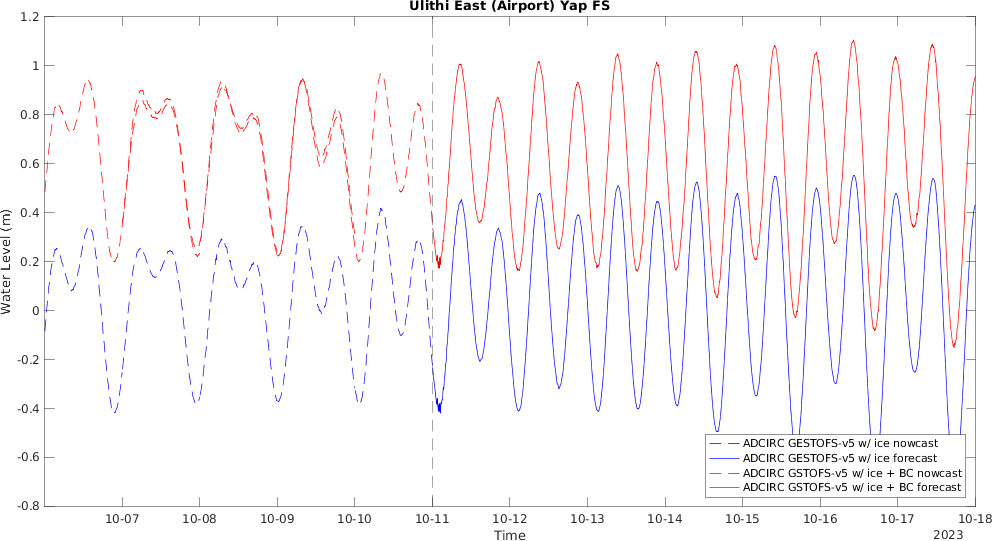 Ulithi East (Airport) Yap FS
1.2
1
0.8
0.6
0.4
0.2
0
-0.2
-0.4
-0.6
-0.8
Water Level (m)
ADCIRC GESTOFS-v5 w/ ice nowcast
ADCIRC GESTOFS-v5 w/ ice forecast
ADCIRC GSTOFS-v5 w/ ice + BC nowcast
ADCIRC GSTOFS-v5 w/ ice + BC forecast
10-07 10-08 10-09 10-10 10-11 10-12 10-13 10-14 10-15 10-16 10-17 10-18
Time
2023